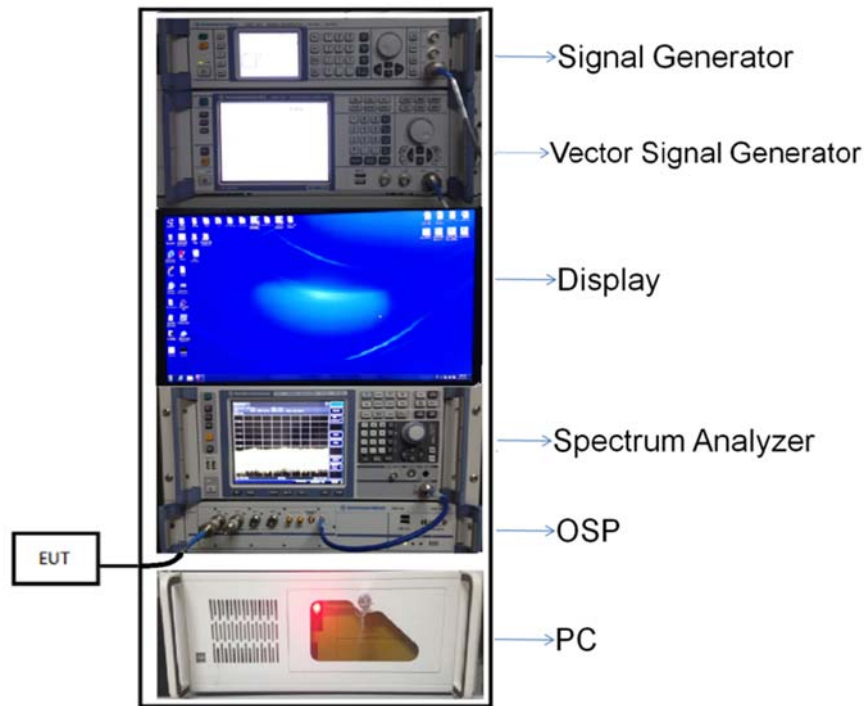 Signal Generator
Vector Signal Generator
Display
Spectrum Analyzer
OSP
EUT
PC